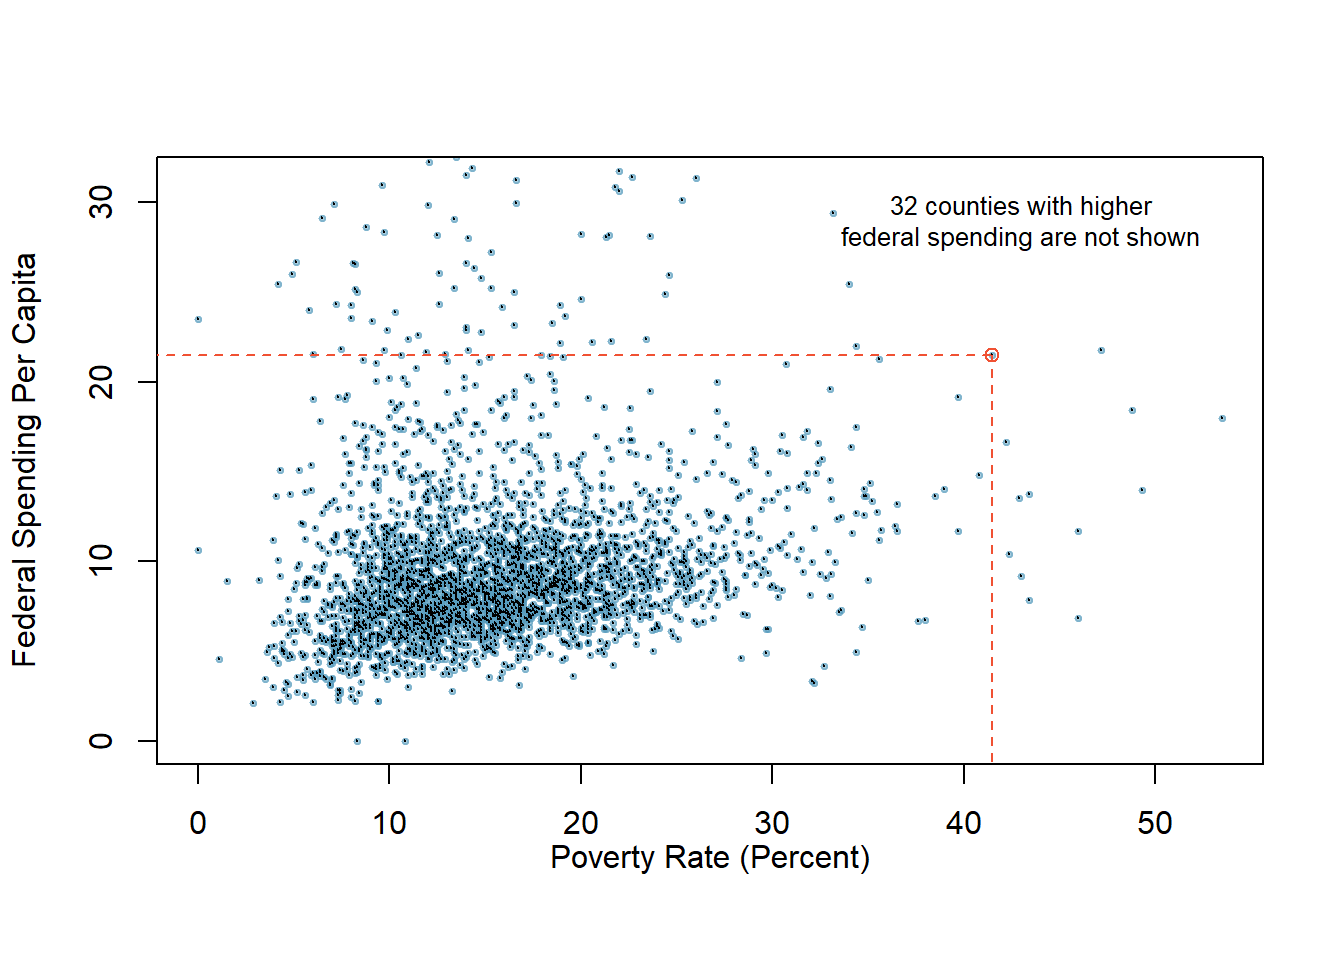 32 counties with higher
federal spending are not shown
Federal Spending Per Capita
30
20
10
0
0 10 20 30 40 50
Poverty Rate (Percent)